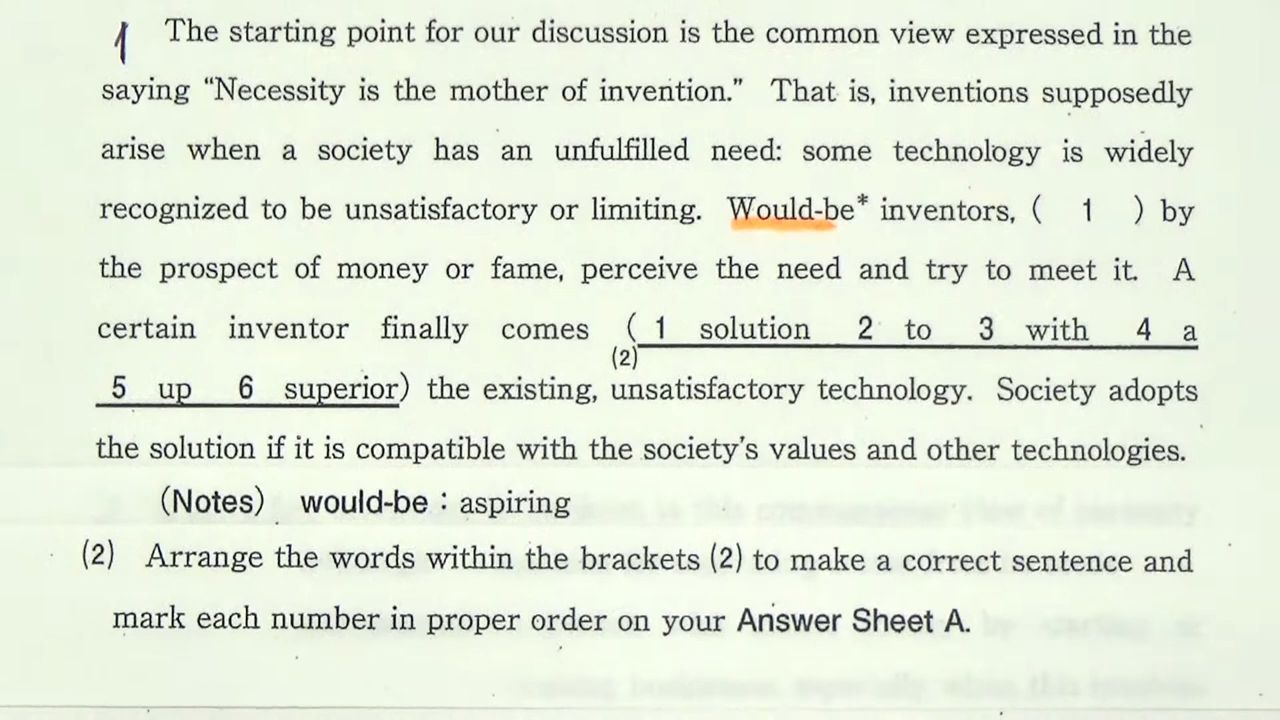 1 The starting point for our discussion is the common view expressed in the
saying “Necessity is the mother of invention.” That is, inventions supposedly
arise when a society has an unfulfilled need: some technology is widely
recognized to be unsatisfactory or limiting. Would-be* inventors, ( 1 ) by
the prospect of money or fame, perceive the need and try to meet it. A
certain inventor finally comes (1 solution 2 to 3 with 4 a
(2)
5 up 6 superior) the existing, unsatisfactory technology. Society adopts
the solution if it is compatible with the society’s values and other technologies.
(Notes) would-be : aspiring
(2) Arrange the words within the brackets (2) to make a correct sentence and
mark each number in proper order on your Answer Sheet A.